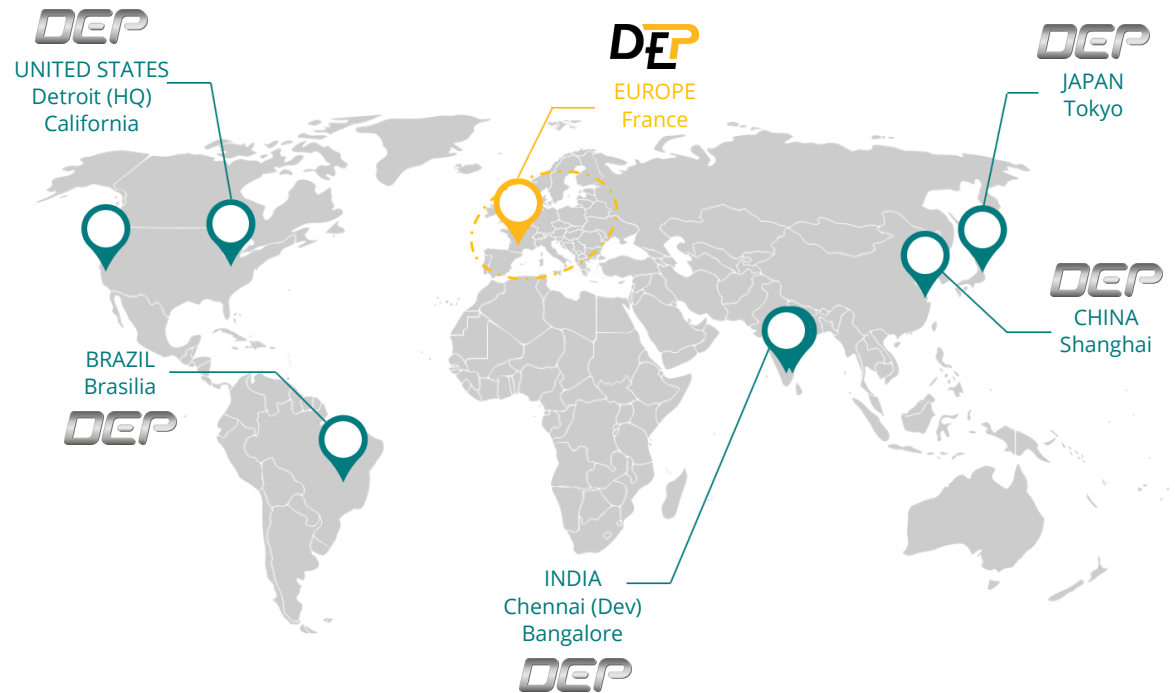 DEP
UNITED STATES
Detroit (HQ)
California
DEP
EUROPE
France
DEP
JAPAN
Tokyo
DEP
CHINA
Shanghai
BRAZIL
Brasilia
DEP
INDIA
Chennai (Dev)
Bangalore
DEP